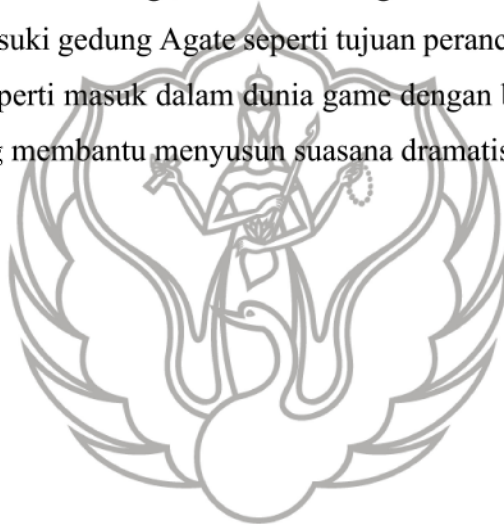 suki gedung Agate seperti tujuan peranc
perti masuk dalam dunia game dengan
membantu menyusun suasana dramatis